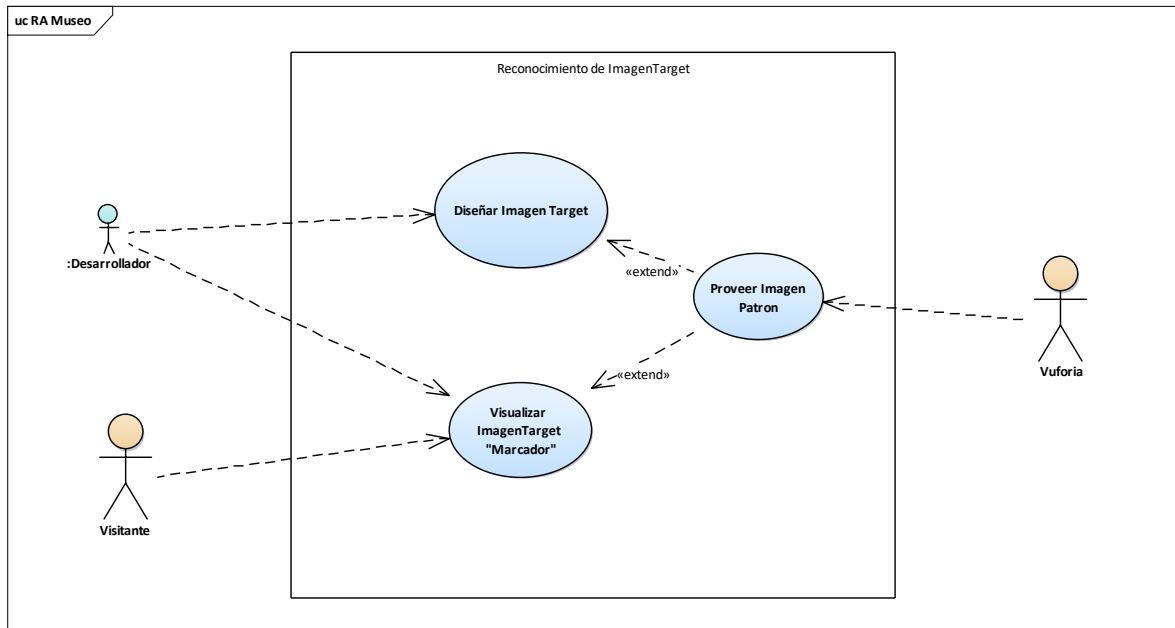 uc RA Museo
Reconocimiento de ImagenTarget
Diseñar Imagen Target
:Desarrollador
«extend»
Proveer Imagen
Patron
Vuforia
«extend»
Visualizar
ImagenTarget
"Marcador"
Visitante